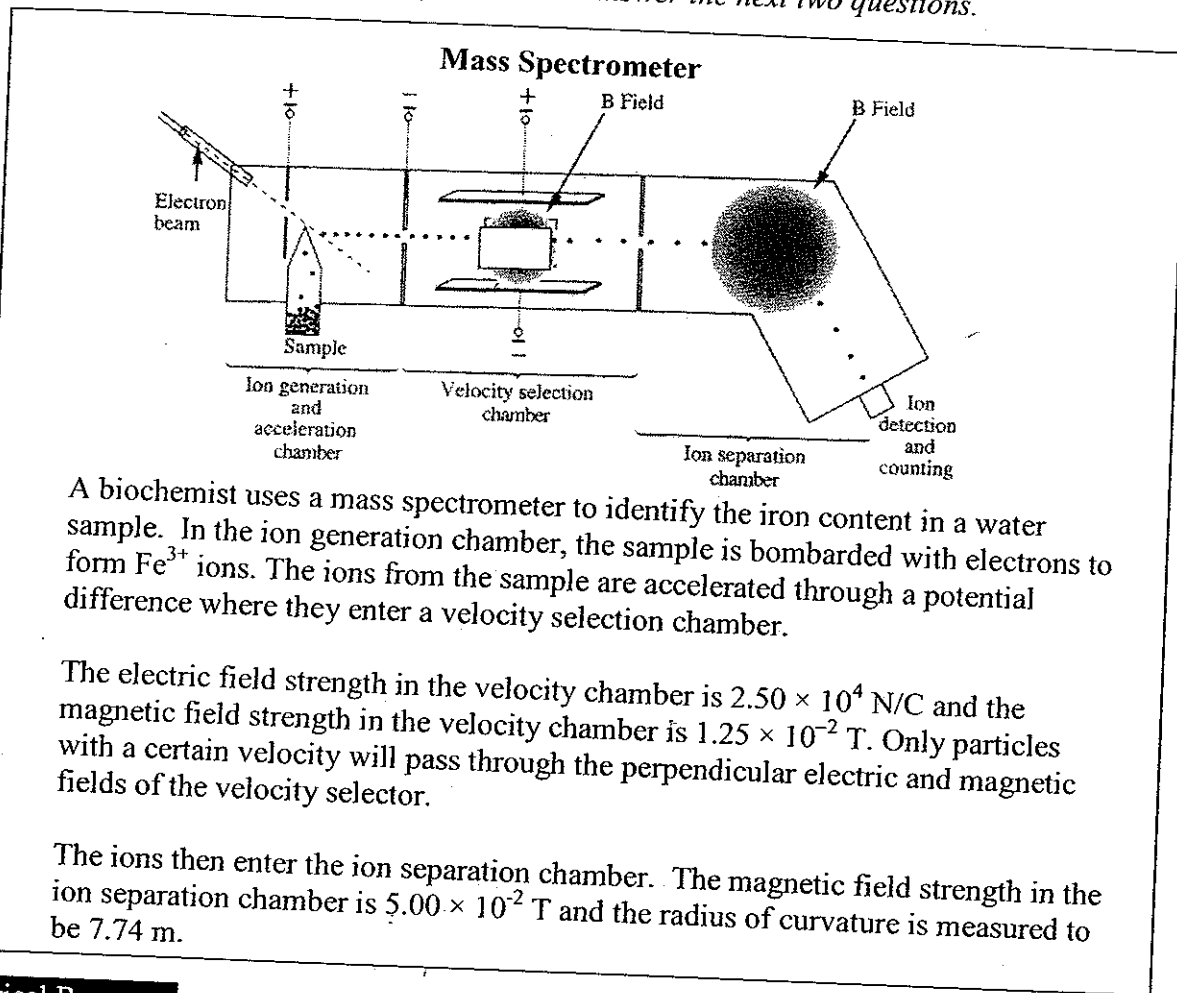 the next two questions.
Mass Spectrometer
+
−
+
B Field
B Field
Electron
beam
Sample
−
Ion generation
and
acceleration
chamber
Velocity selection
chamber
Ion separation
chamber
Ion
detection
and
counting
A biochemist uses a mass spectrometer to identify the iron content in a water
sample. In the ion generation chamber, the sample is bombarded with electrons to
form Fe³⁺ ions. The ions from the sample are accelerated through a potential
difference where they enter a velocity selection chamber.
The electric field strength in the velocity chamber is 2.50 × 10⁴ N/C and the
magnetic field strength in the velocity chamber is 1.25 × 10⁻² T. Only particles
with a certain velocity will pass through the perpendicular electric and magnetic
fields of the velocity selector.
The ions then enter the ion separation chamber. The magnetic field strength in the
ion separation chamber is 5.00 × 10⁻² T and the radius of curvature is measured to
be 7.74 m.